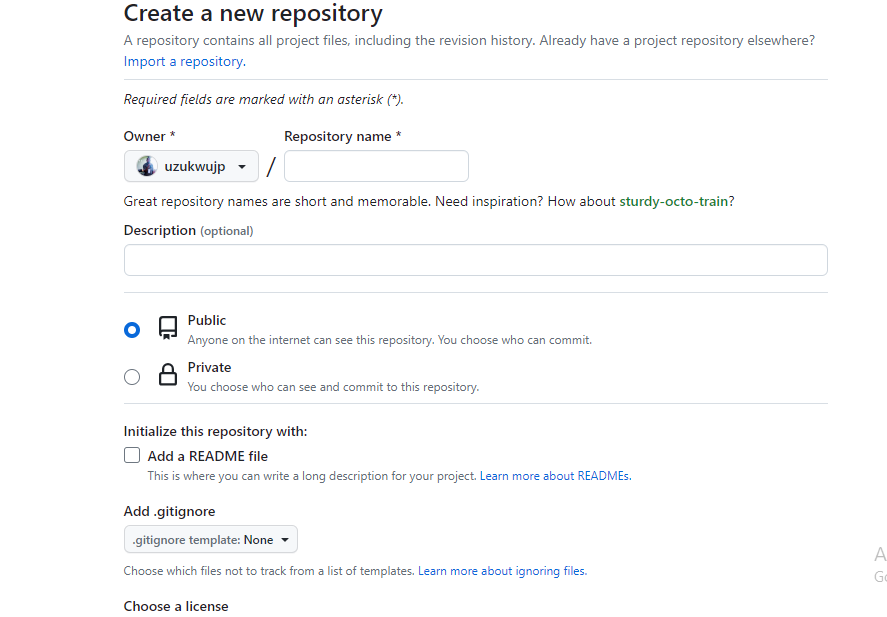 Create a new repository
A repository contains all project files, including the revision history. Already have a project repository elsewhere?
Import a repository.
Required fields are marked with an asterisk (*).
Owner *
Repository name *
uzukwujp
/
Great repository names are short and memorable. Need inspiration? How about sturdy-octo-train?
Description (optional)
Public
Anyone on the internet can see this repository. You choose who can commit.
Private
You choose who can see and commit to this repository.
Initialize this repository with:
Add a README file
This is where you can write a long description for your project. Learn more about READMEs.
Add .gitignore
.gitignore template: None
Choose which files not to track from a list of templates. Learn more about ignoring files.
Choose a license